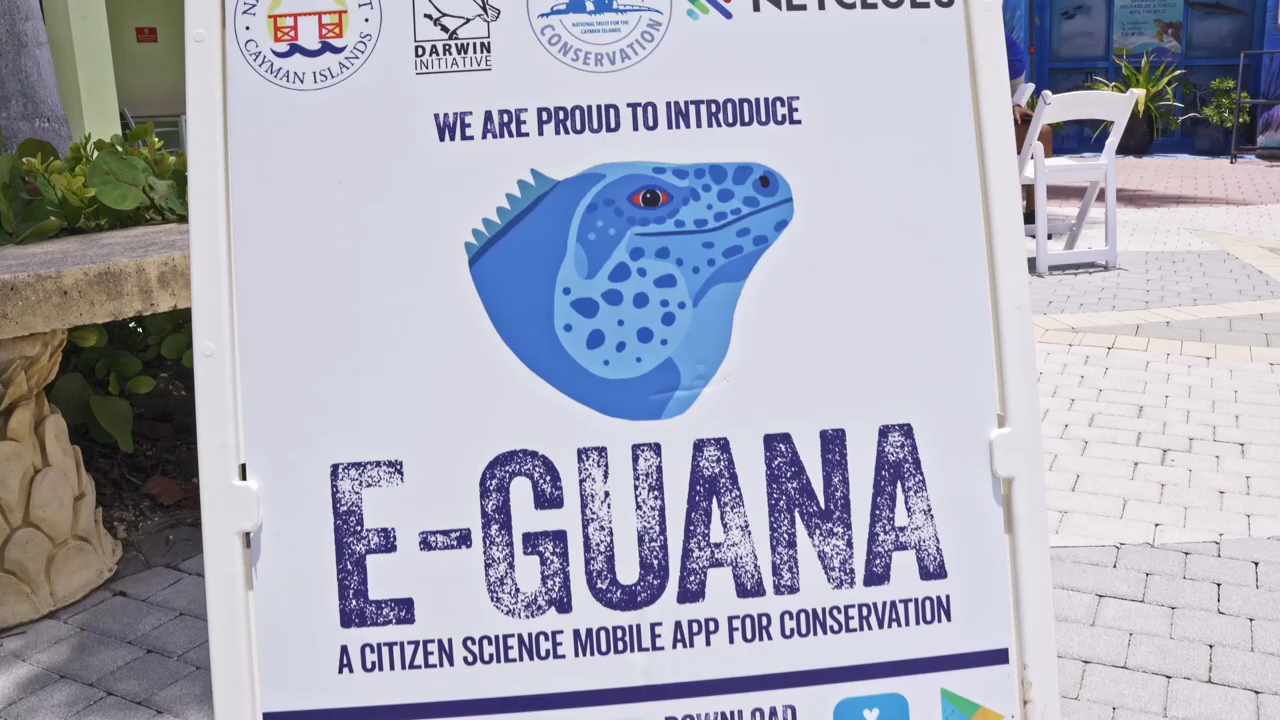 CAYMAN ISLANDS
DARWIN
INITIATIVE
NATIONAL TRUST FOR THE
CAYMAN ISLANDS
CONSERVATION
NETCLUES
WE ARE PROUD TO INTRODUCE
E-GUANA
A CITIZEN SCIENCE MOBILE APP FOR CONSERVATION
DOWNLOAD